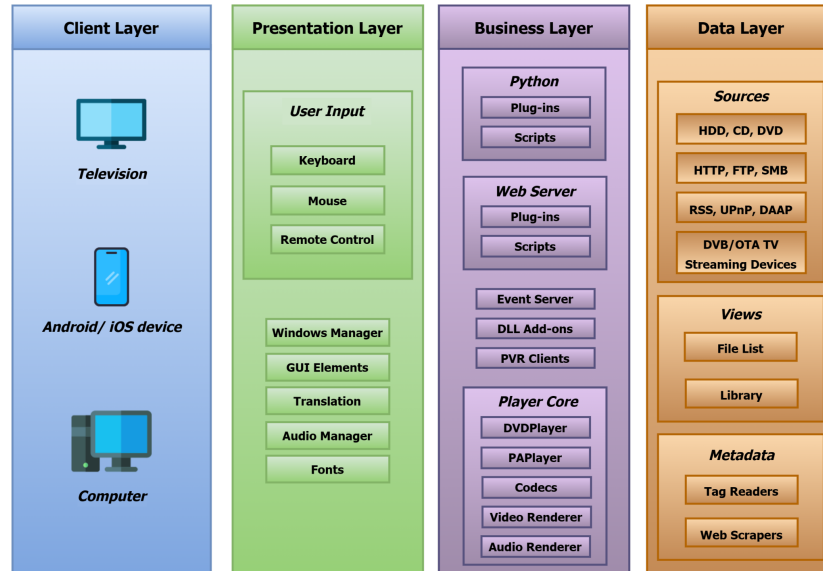 Client Layer
Television
Android/ iOS device
Computer
Presentation Layer
User Input
Keyboard
Mouse
Remote Control
Windows Manager
GUI Elements
Translation
Audio Manager
Fonts
Business Layer
Python
Plug-ins
Scripts
Web Server
Plug-ins
Scripts
Event Server
DLL Add-ons
PVR Clients
Player Core
DVDPlayer
PAPlayer
Codecs
Video Renderer
Audio Renderer
Data Layer
Sources
HDD, CD, DVD
HTTP, FTP, SMB
RSS, UPnP, DAAP
DVB/OTA TV
Streaming Devices
Views
File List
Library
Metadata
Tag Readers
Web Scrapers